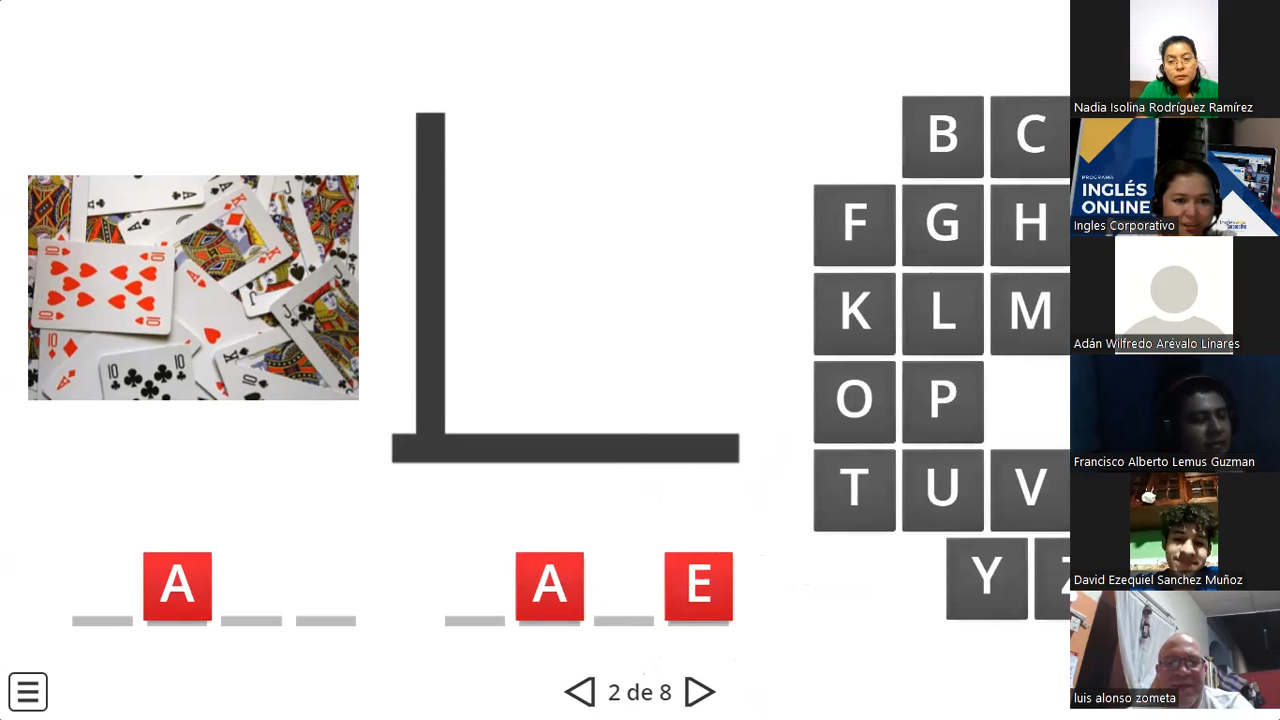 B C
F G H
K L M
O P
T U V
Y Z
A A E
2 de 8
Nadia Isolina Rodríguez Ramírez
PROGRAMA
INGLÉS
ONLINE
Ingles Corporativo
Adán Wilfredo Arévalo Linares
Francisco Alberto Lemus Guzman
David Ezequiel Sanchez Muñoz
luis alonso zometa